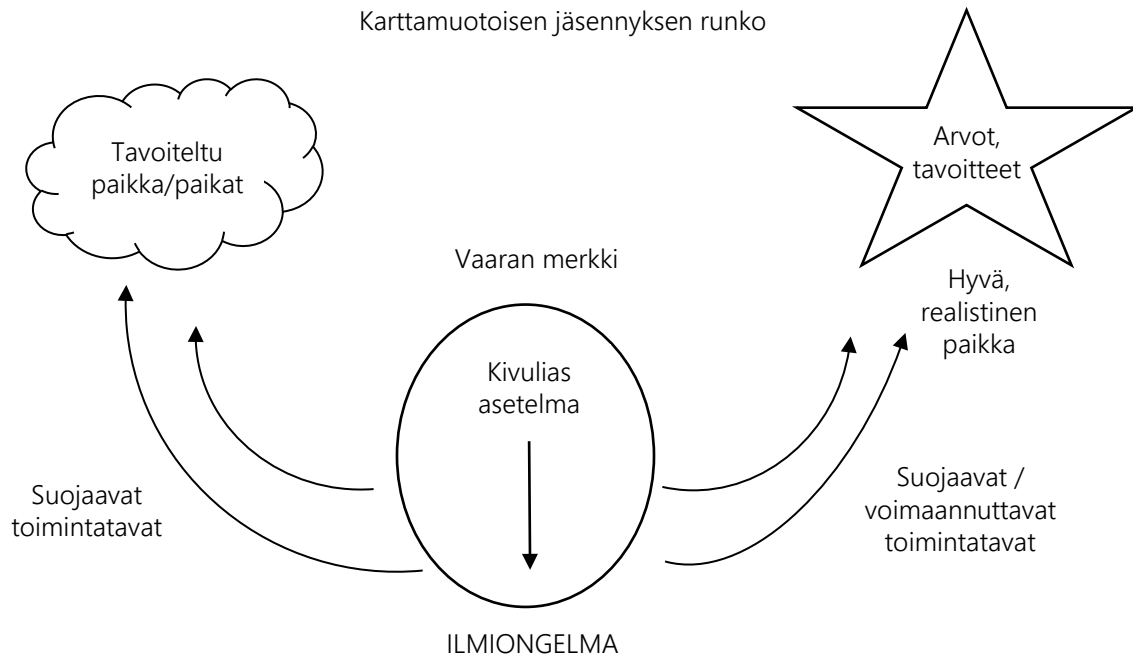 Karttamuotoisen jäsennyksen runko
Tavoiteltu
paikka/paikat
Arvot,
tavoitteet
Vaaran merkki
Hyvä,
realistinen
paikka
Kivulias
asetelma
Suojaavat
toimintatavat
Suojaavat /
voimaannuttavat
toimintatavat
ILMIONGELMA